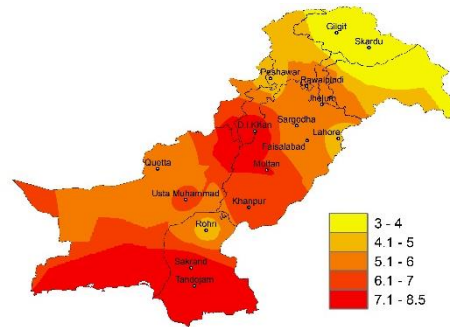 Gilgit
Skardu
Peshawar
Rawalpindi
Jhelum
D.I.Khan
Sargodha
Lahore
Faisalabad
Quetta
Multan
Usta Muhammad
Khanpur
Rohri
Sakrand
Tandojam
3 - 4
4.1 - 5
5.1 - 6
6.1 - 7
7.1 - 8.5